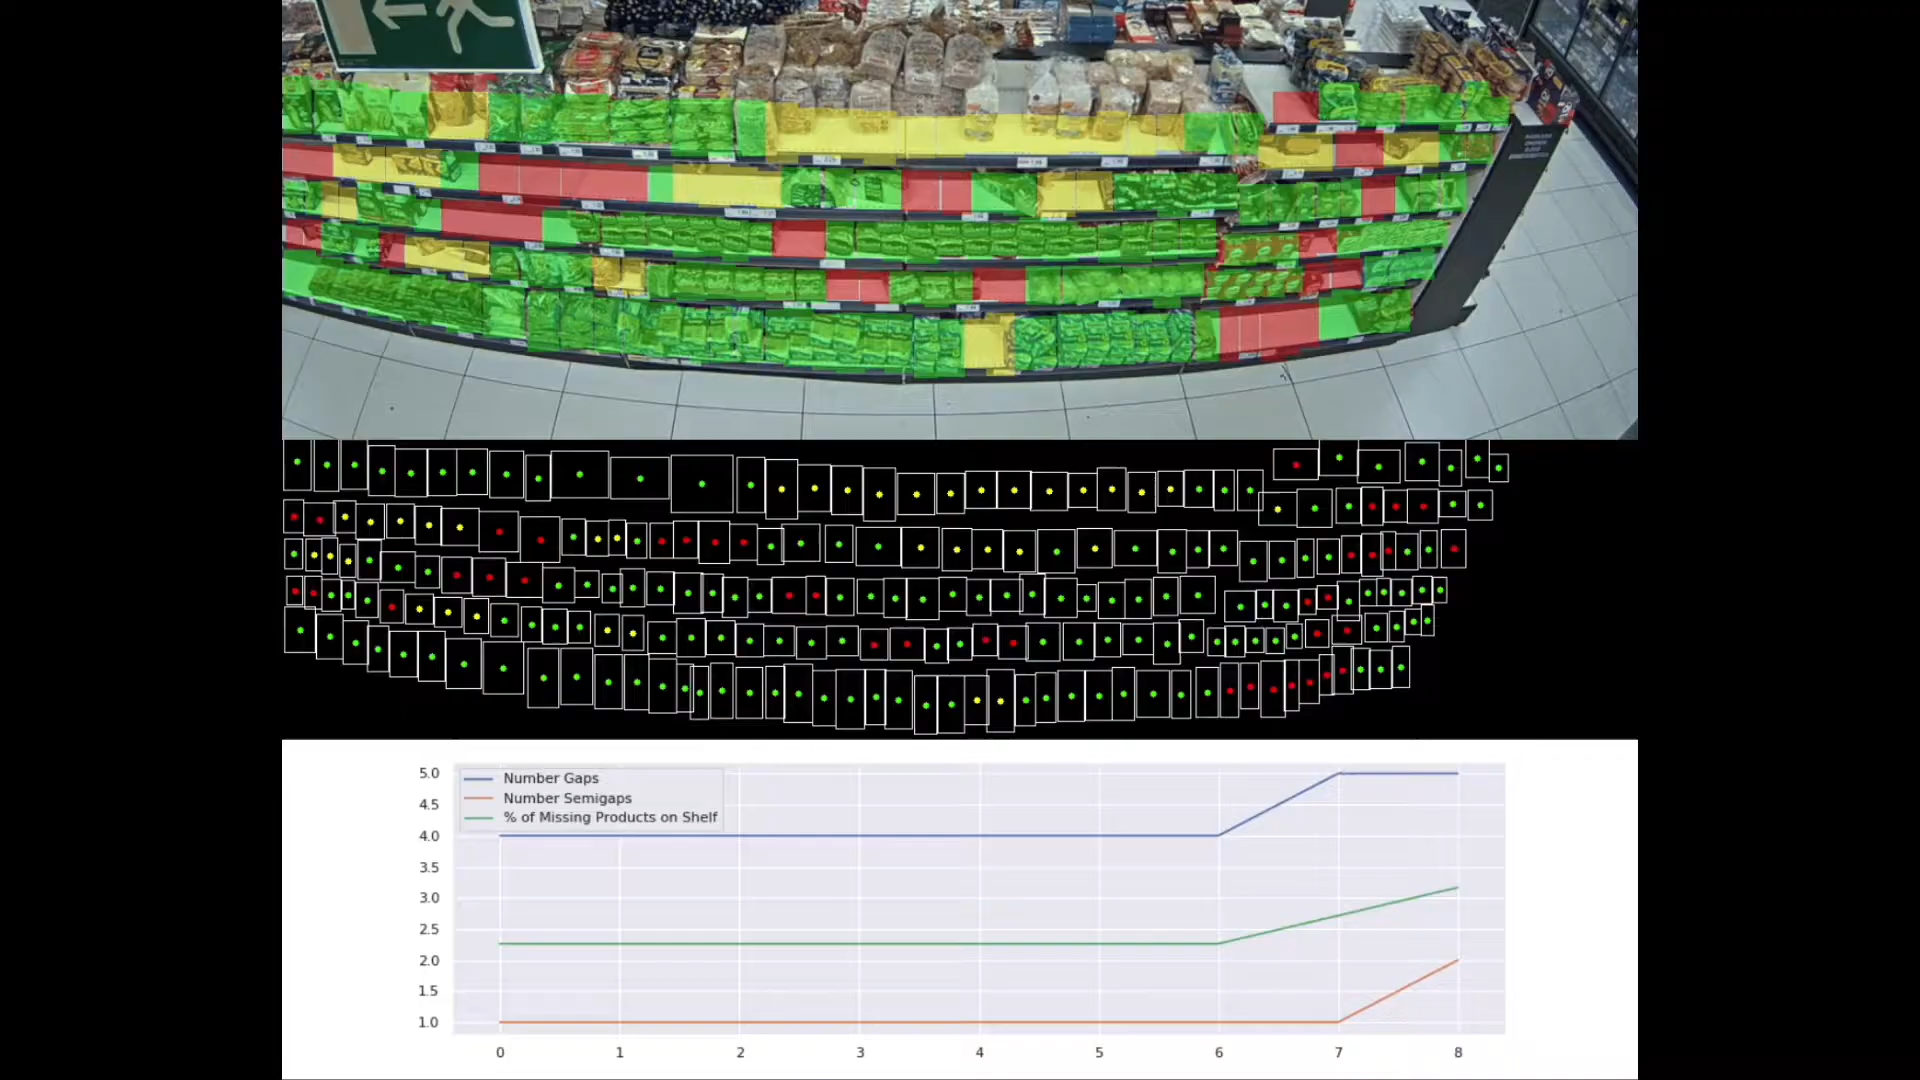 5.0
4.5
4.0
3.5
3.0
2.5
2.0
1.5
1.0
Number Gaps
Number Semigaps
% of Missing Products on Shelf
0 1 2 3 4 5 6 7 8